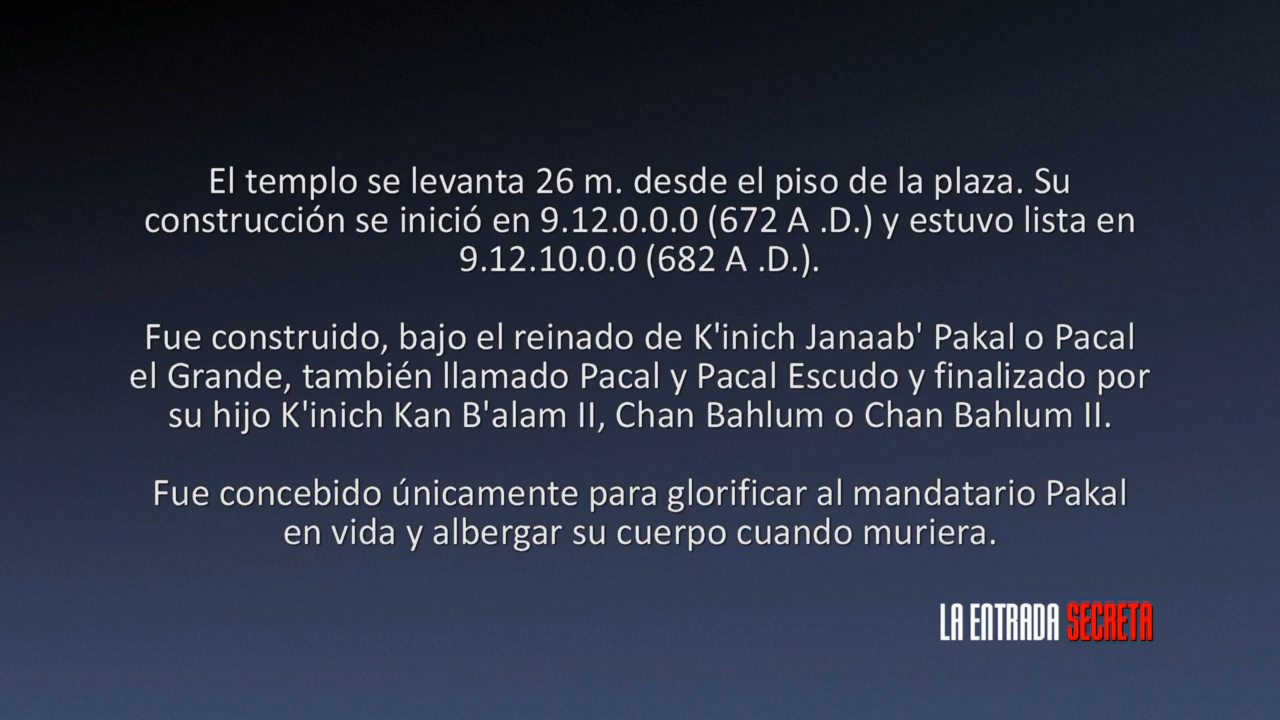 El templo se levanta 26 m. desde el piso de la plaza. Su
construcción se inició en 9.12.0.0.0 (672 A .D.) y estuvo lista en
9.12.10.0.0 (682 A .D.).
Fue construido, bajo el reinado de K'inich Janaab' Pakal o Pacal
el Grande, también llamado Pacal y Pacal Escudo y finalizado por
su hijo K'inich Kan B'alam II, Chan Bahlum o Chan Bahlum II.
Fue concebido únicamente para glorificar al mandatario Pakal
en vida y albergar su cuerpo cuando muriera.
LA ENTRADA SECRETA